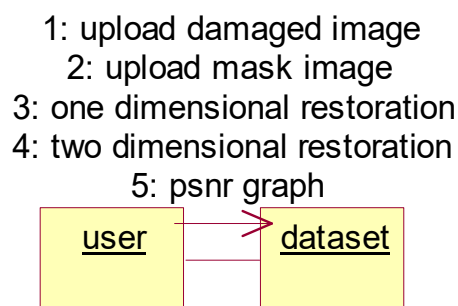 1: upload damaged image
2: upload mask image
3: one dimensional restoration
4: two dimensional restoration
5: psnr graph
user dataset